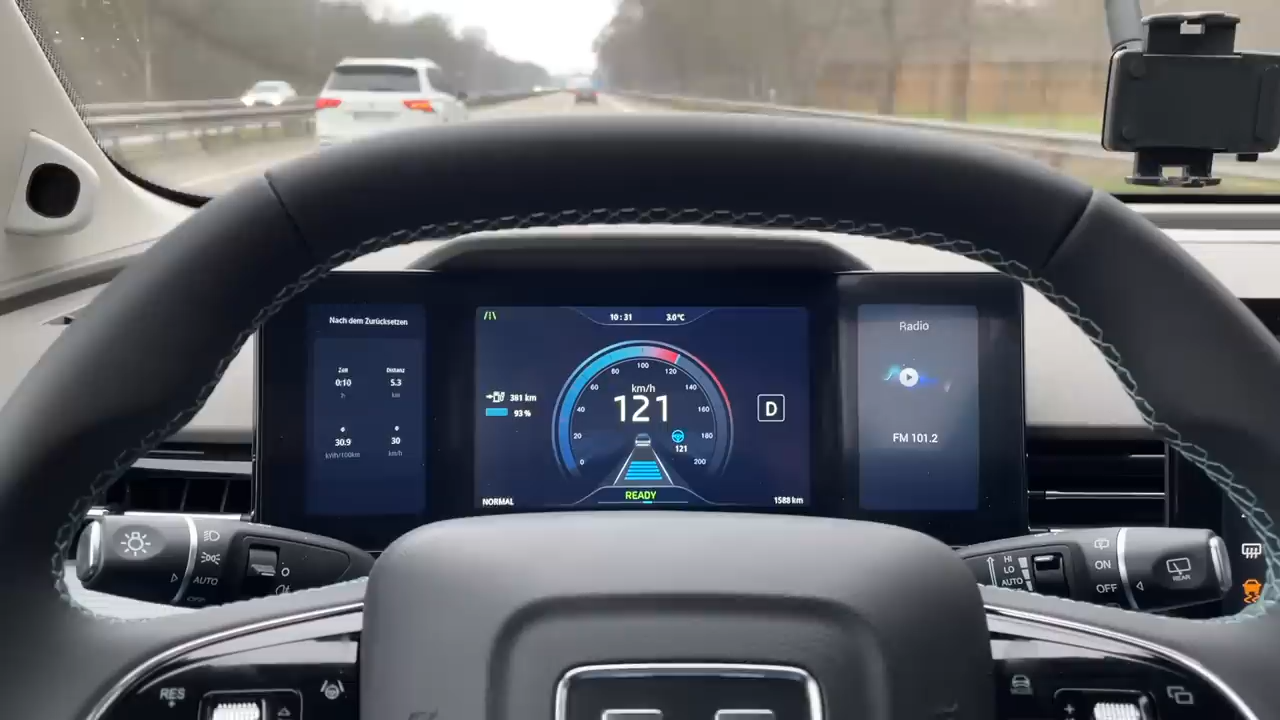 Nach dem Zurücksetzen
Zeit
Distanz
0:10
5.3
h
km
30.9
30
kWh/100km
km/h
10:31
3.0°C
381 km
93 %
0
20
40
60
80
100
120
140
160
180
200
km/h
121
121
READY
NORMAL
1588 km
D
Radio
FM 101.2
AUTO
HI
LO
AUTO
ON
OFF
REAR
RES
+